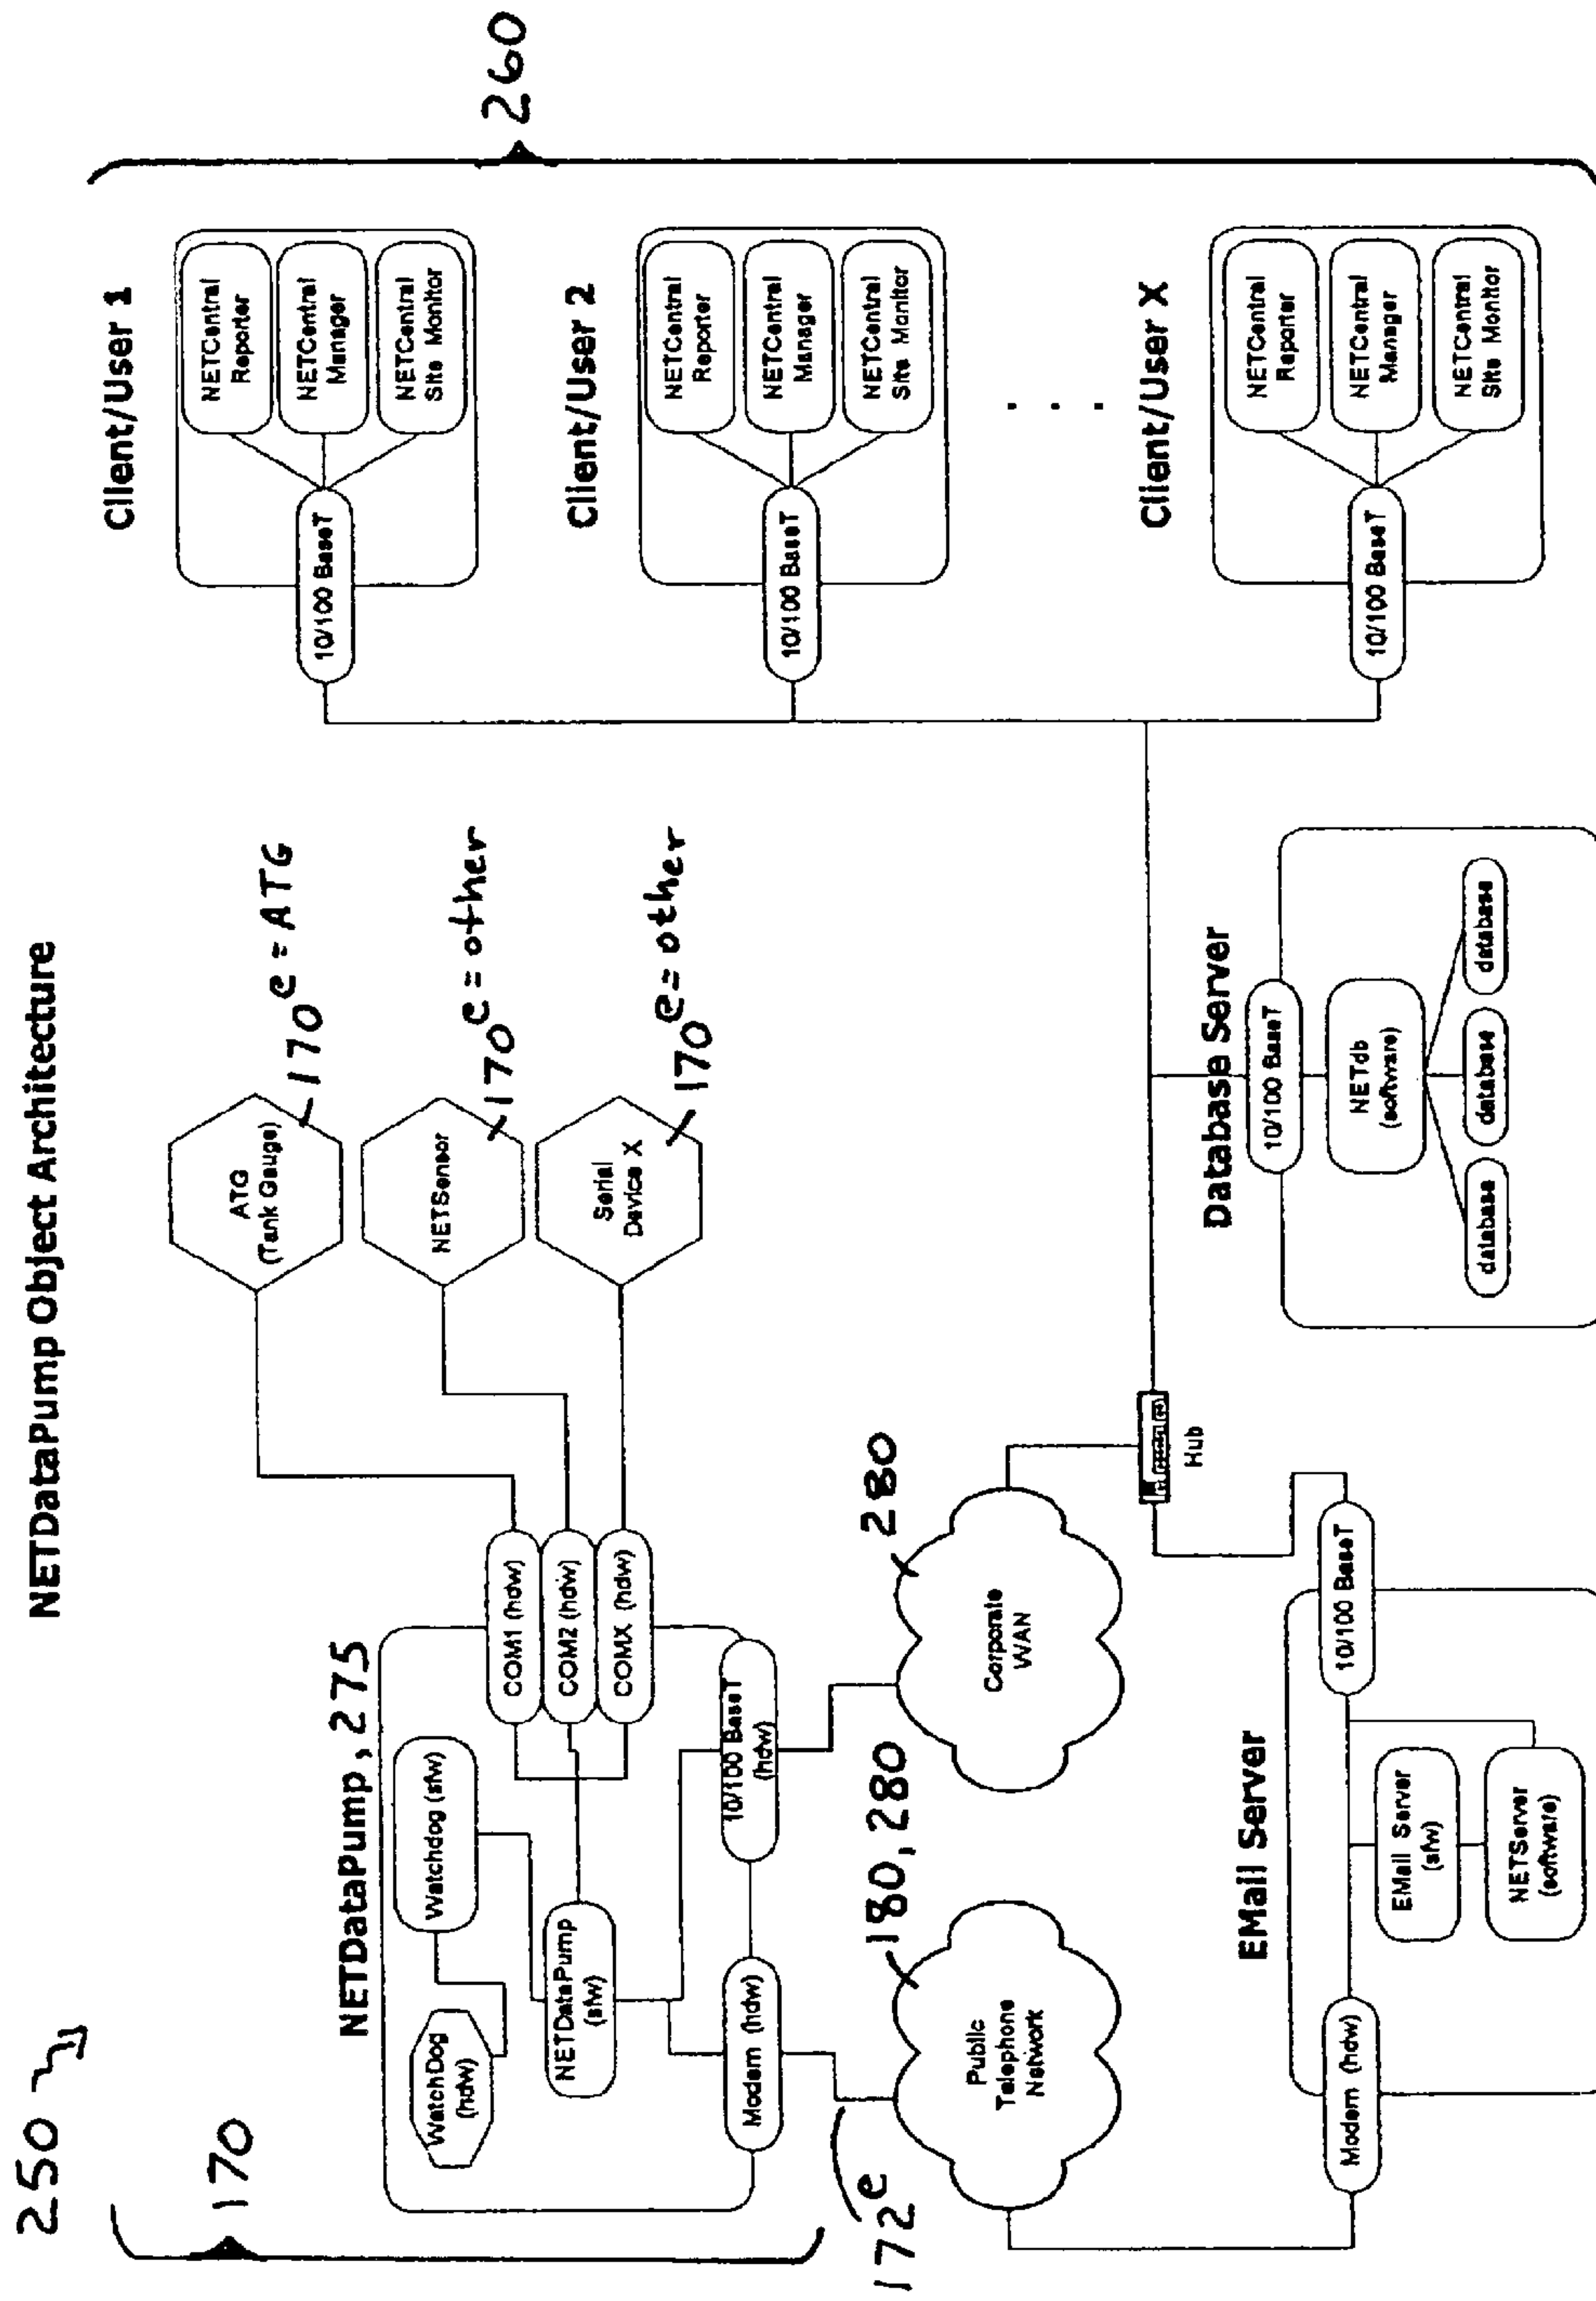 NETDataPump Object Architecture
250
170
NETDataPump, 275
WatchDog
(hdw)
Watchdog (sfw)
NETDataPump
(sfw)
COM1 (hdw)
COM2 (hdw)
COMX (hdw)
Modem (hdw)
10/100 BaseT
(hdw)
ATG
(Tank Gauge)
170 e=ATG
NETSensor
170 e=other
Serial
Device X
170 e=other
172 e
Public
Telephone
Network
180, 280
Corporate
WAN
280
Hub
EMail Server
Modem (hdw)
10/100 BaseT
EMail Server
(sfw)
NETServer
(software)
Database Server
10/100 BaseT
NETdb
(software)
database
database
database
Client/User 1
10/100 BaseT
NETCentral
Reporter
NETCentral
Manager
NETCentral
Site Monitor
Client/User 2
10/100 BaseT
NETCentral
Reporter
NETCentral
Manager
NETCentral
Site Monitor
. . .
Client/User X
10/100 BaseT
NETCentral
Reporter
NETCentral
Manager
NETCentral
Site Monitor
260